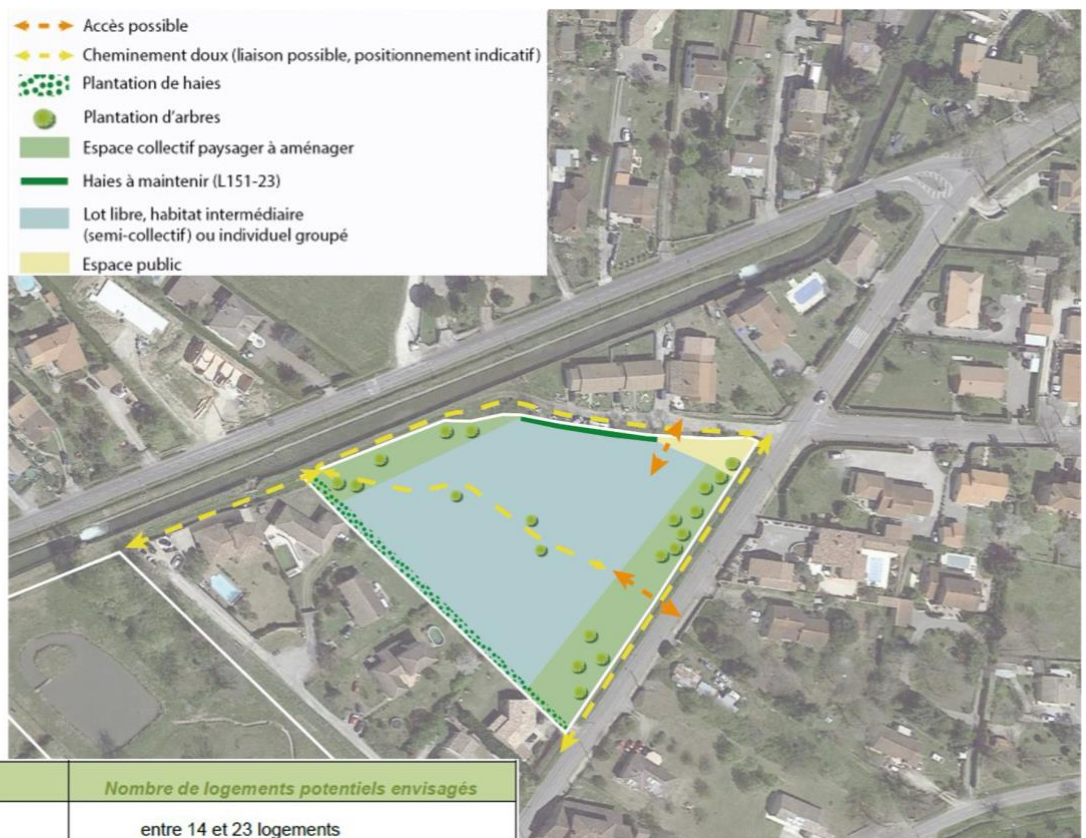 Accès possible
Cheminement doux (liaison possible, positionnement indicatif)
Plantation de haies
Plantation d'arbres
Espace collectif paysager à aménager
Haies à maintenir (L151-23)
Lot libre, habitat intermédiaire
(semi-collectif) ou individuel groupé
Espace public
Nombre de logements potentiels envisagés
entre 14 et 23 logements